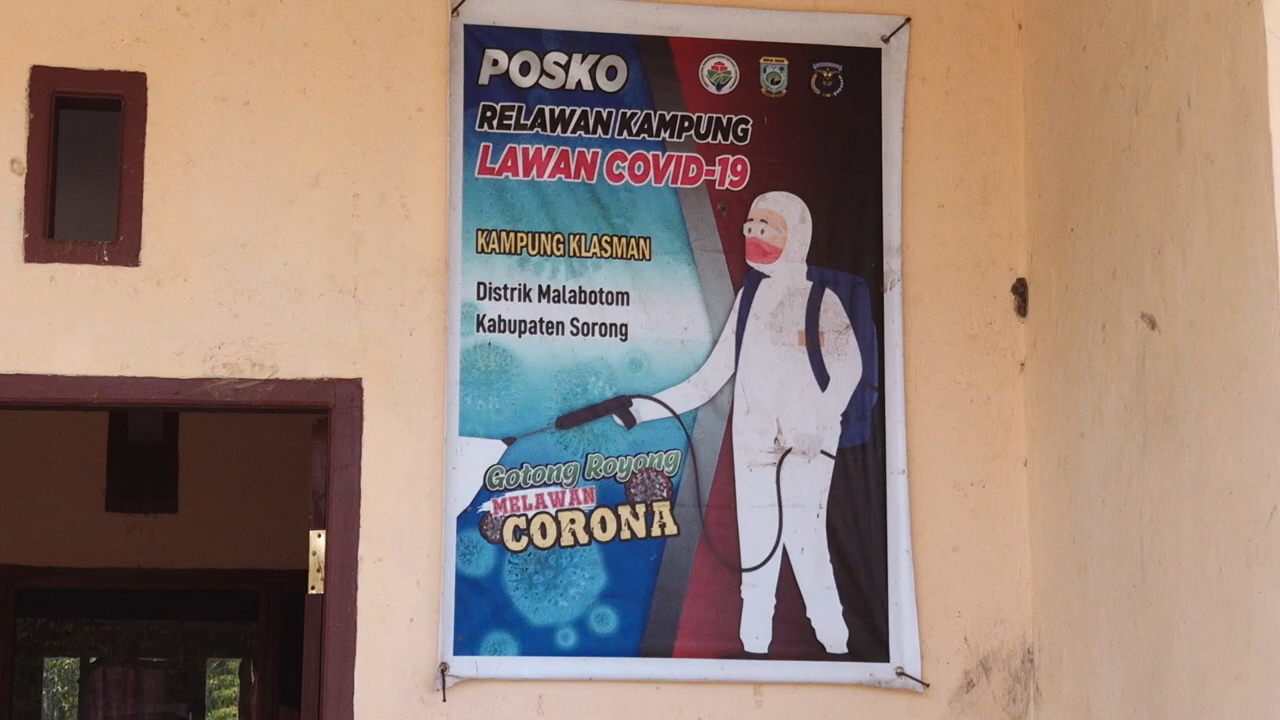 POSKO
RELAWAN KAMPUNG
LAWAN COVID-19
KAMPUNG KLASMAN
Distrik Malabotom
Kabupaten Sorong
Gotong Royong
MELAWAN
CORONA